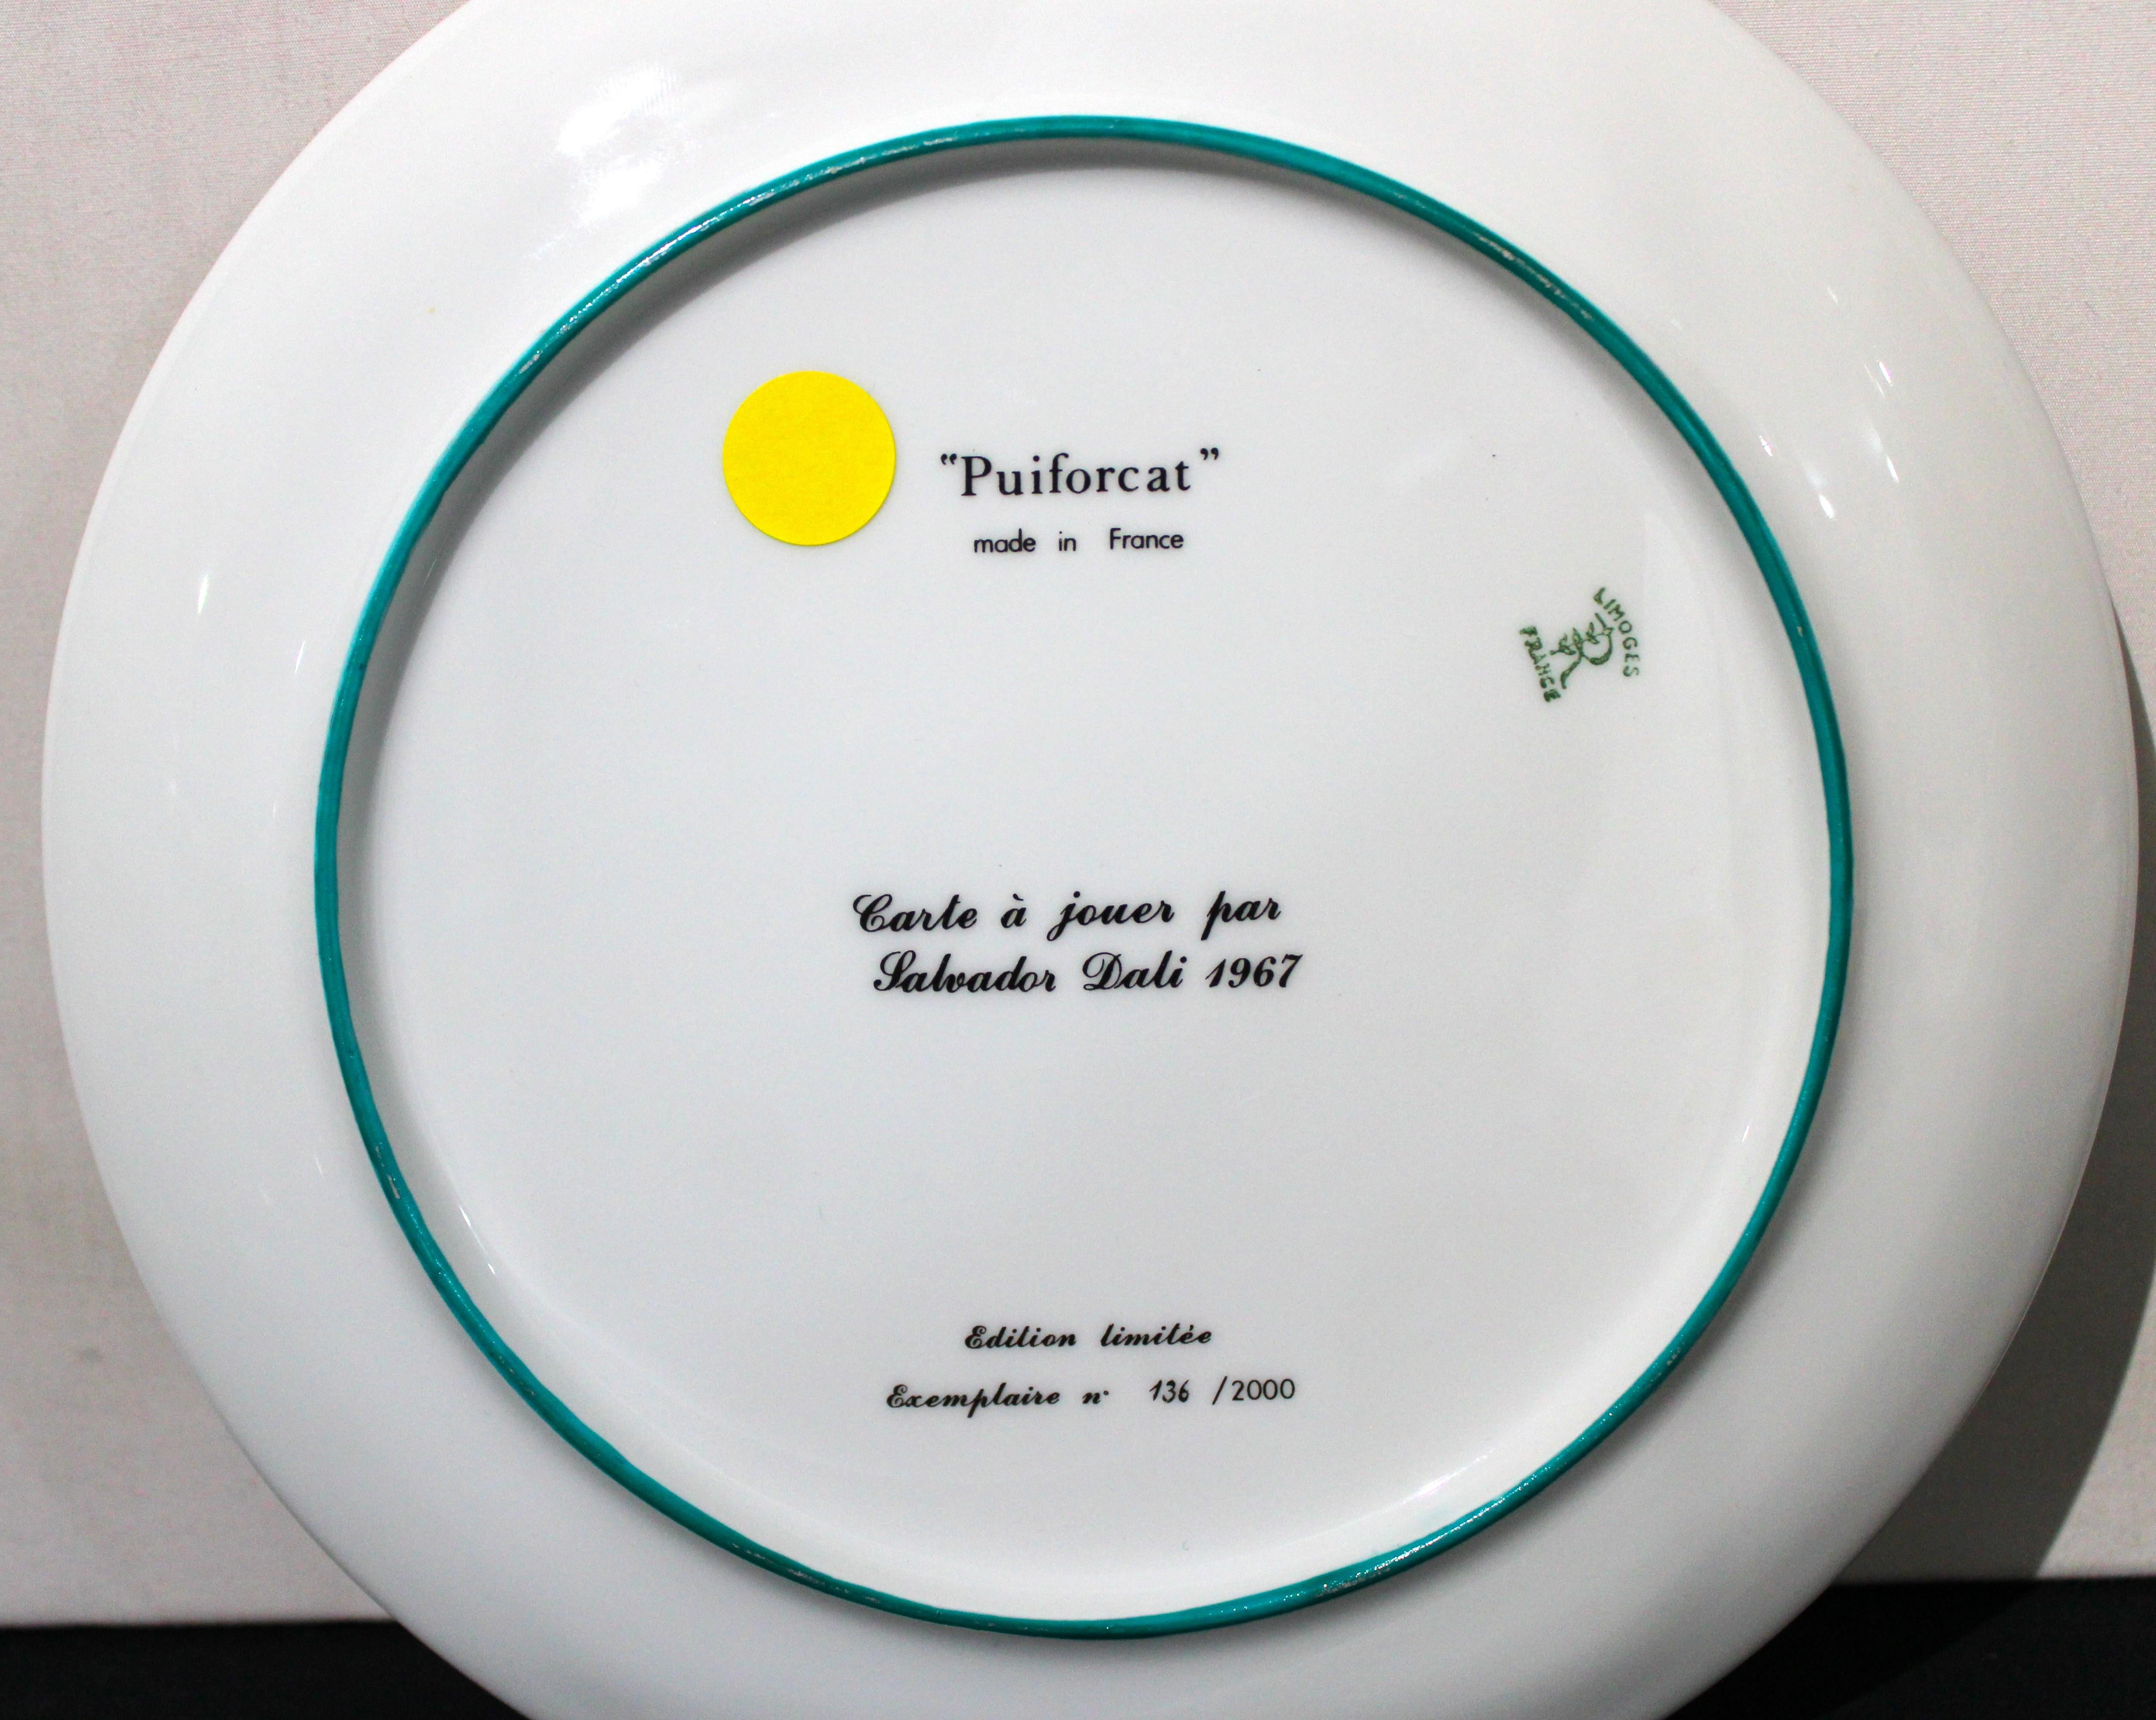 “Puiforcat”
made in France
LIMOGES
FRANCE
Carte à jouer par
Salvador Dali 1967
Edition limitée
Exemplaire n° 136 /2000